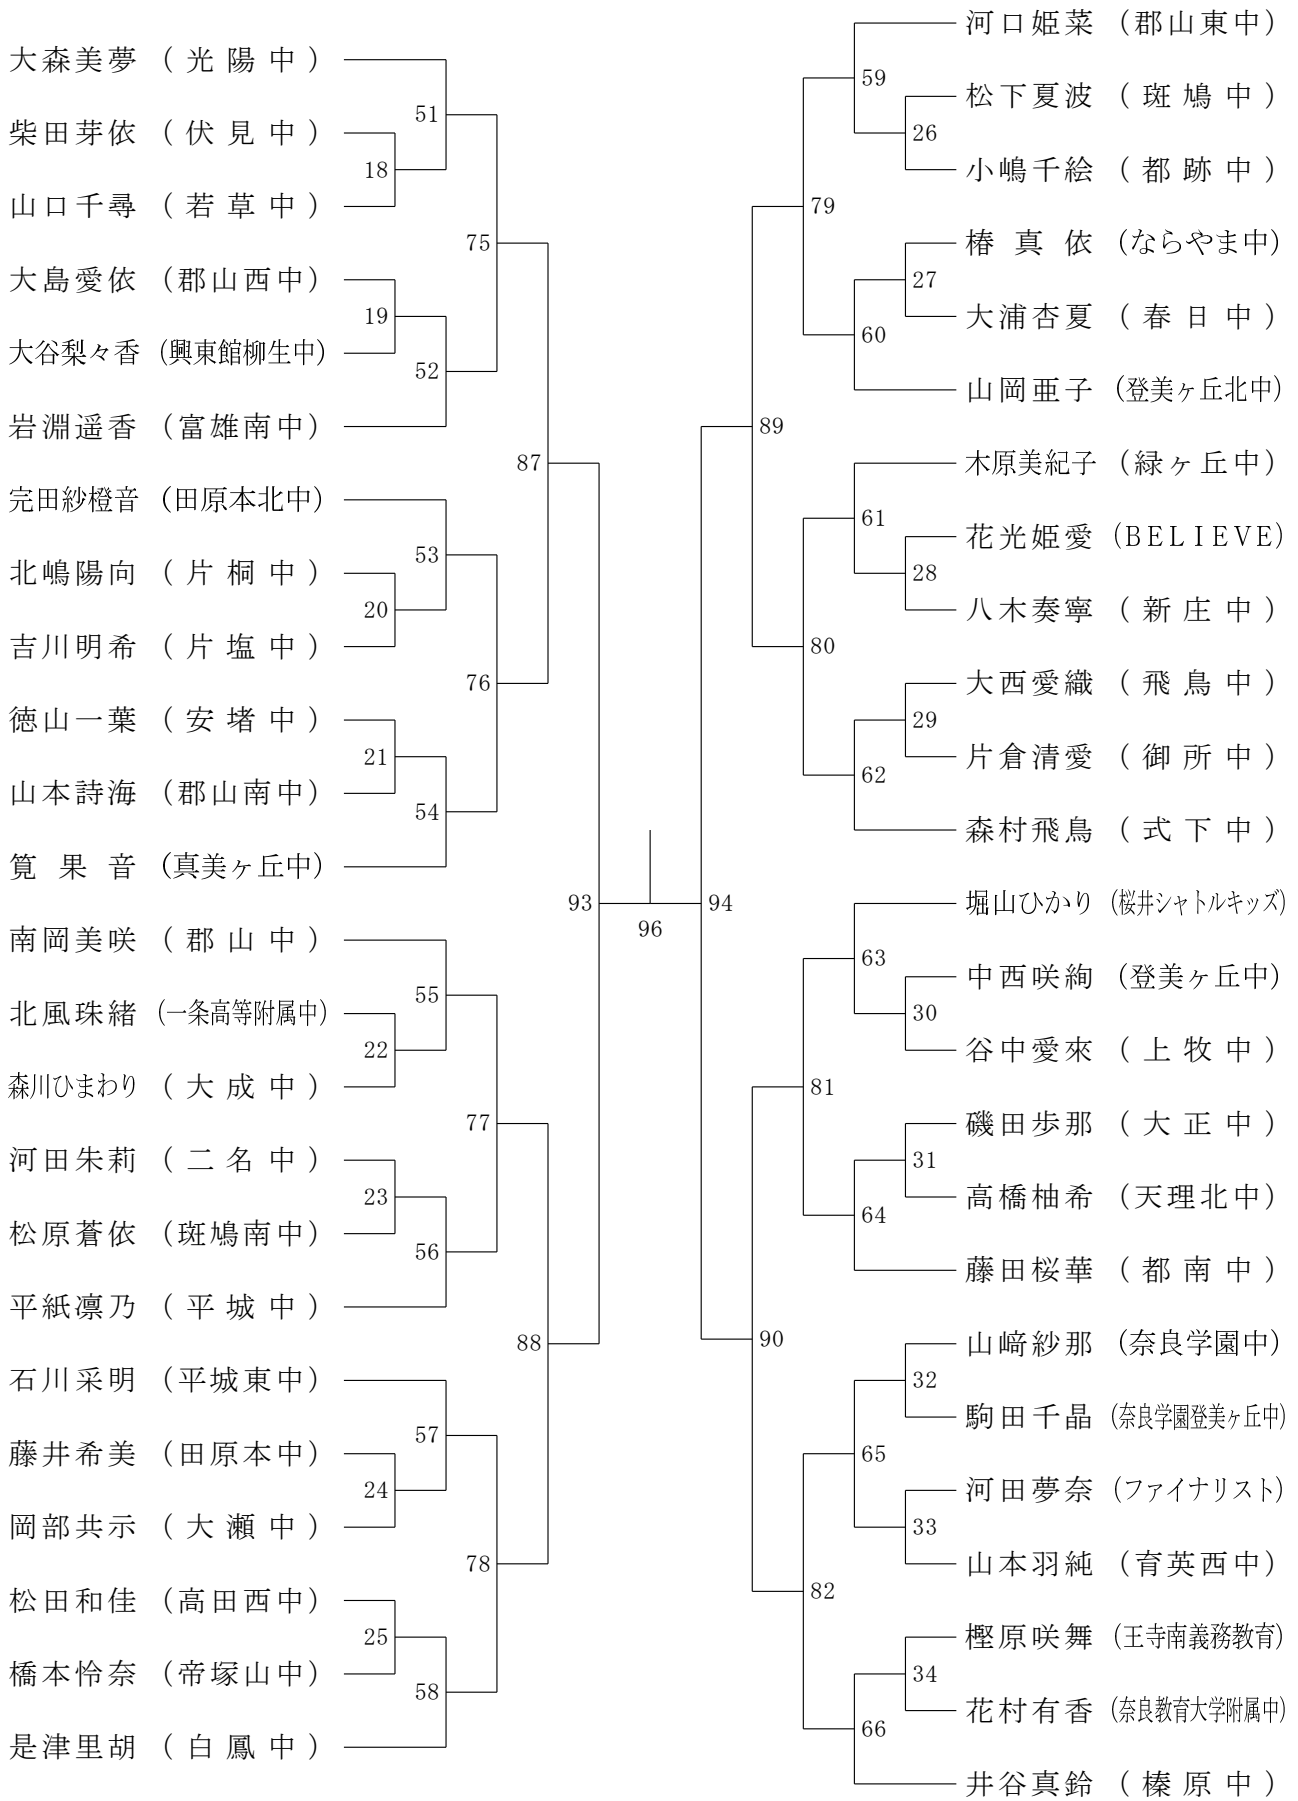 大森美夢 (光陽中)
柴田芽依 (伏見中)
山口千尋 (若草中)
大島愛依 (郡山西中)
大谷梨々香 (興東館柳生中)
岩淵遥香 (富雄南中)
完田紗橙音 (田原本北中)
北嶋陽向 (片桐中)
吉川明希 (片塩中)
徳山一葉 (安堵中)
山本詩海 (郡山南中)
筧果音 (真美ヶ丘中)
南岡美咲 (郡山中)
北風珠緒 (一条高等附属中)
森川ひまわり (大成中)
河田朱莉 (二名中)
松原蒼依 (斑鳩南中)
平紙凛乃 (平城中)
石川采明 (平城東中)
藤井希美 (田原本中)
岡部共示 (大瀬中)
松田和佳 (高田西中)
橋本怜奈 (帝塚山中)
是津里胡 (白鳳中)
18
19
20
21
22
23
24
25
51
52
53
54
55
56
57
58
75
76
77
78
87
88
93
96
94
89
90
79
80
81
82
59
60
61
62
63
64
65
66
26
27
28
29
30
31
32
33
34
河口姫菜 (郡山東中)
松下夏波 (斑鳩中)
小嶋千絵 (都跡中)
椿真依 (ならやま中)
大浦杏夏 (春日中)
山岡亜子 (登美ヶ丘北中)
木原美紀子 (緑ヶ丘中)
花光姫愛 (BELIEVE)
八木奏寧 (新庄中)
大西愛織 (飛鳥中)
片倉清愛 (御所中)
森村飛鳥 (式下中)
堀山ひかり (桜井シャトルキッズ)
中西咲絢 (登美ヶ丘中)
谷中愛來 (上牧中)
磯田歩那 (大正中)
高橋柚希 (天理北中)
藤田桜華 (都南中)
山﨑紗那 (奈良学園中)
駒田千晶 (奈良学園登美ヶ丘中)
河田夢奈 (ファイナリスト)
山本羽純 (育英西中)
樫原咲舞 (王寺南義務教育)
花村有香 (奈良教育大学附属中)
井谷真鈴 (榛原中)